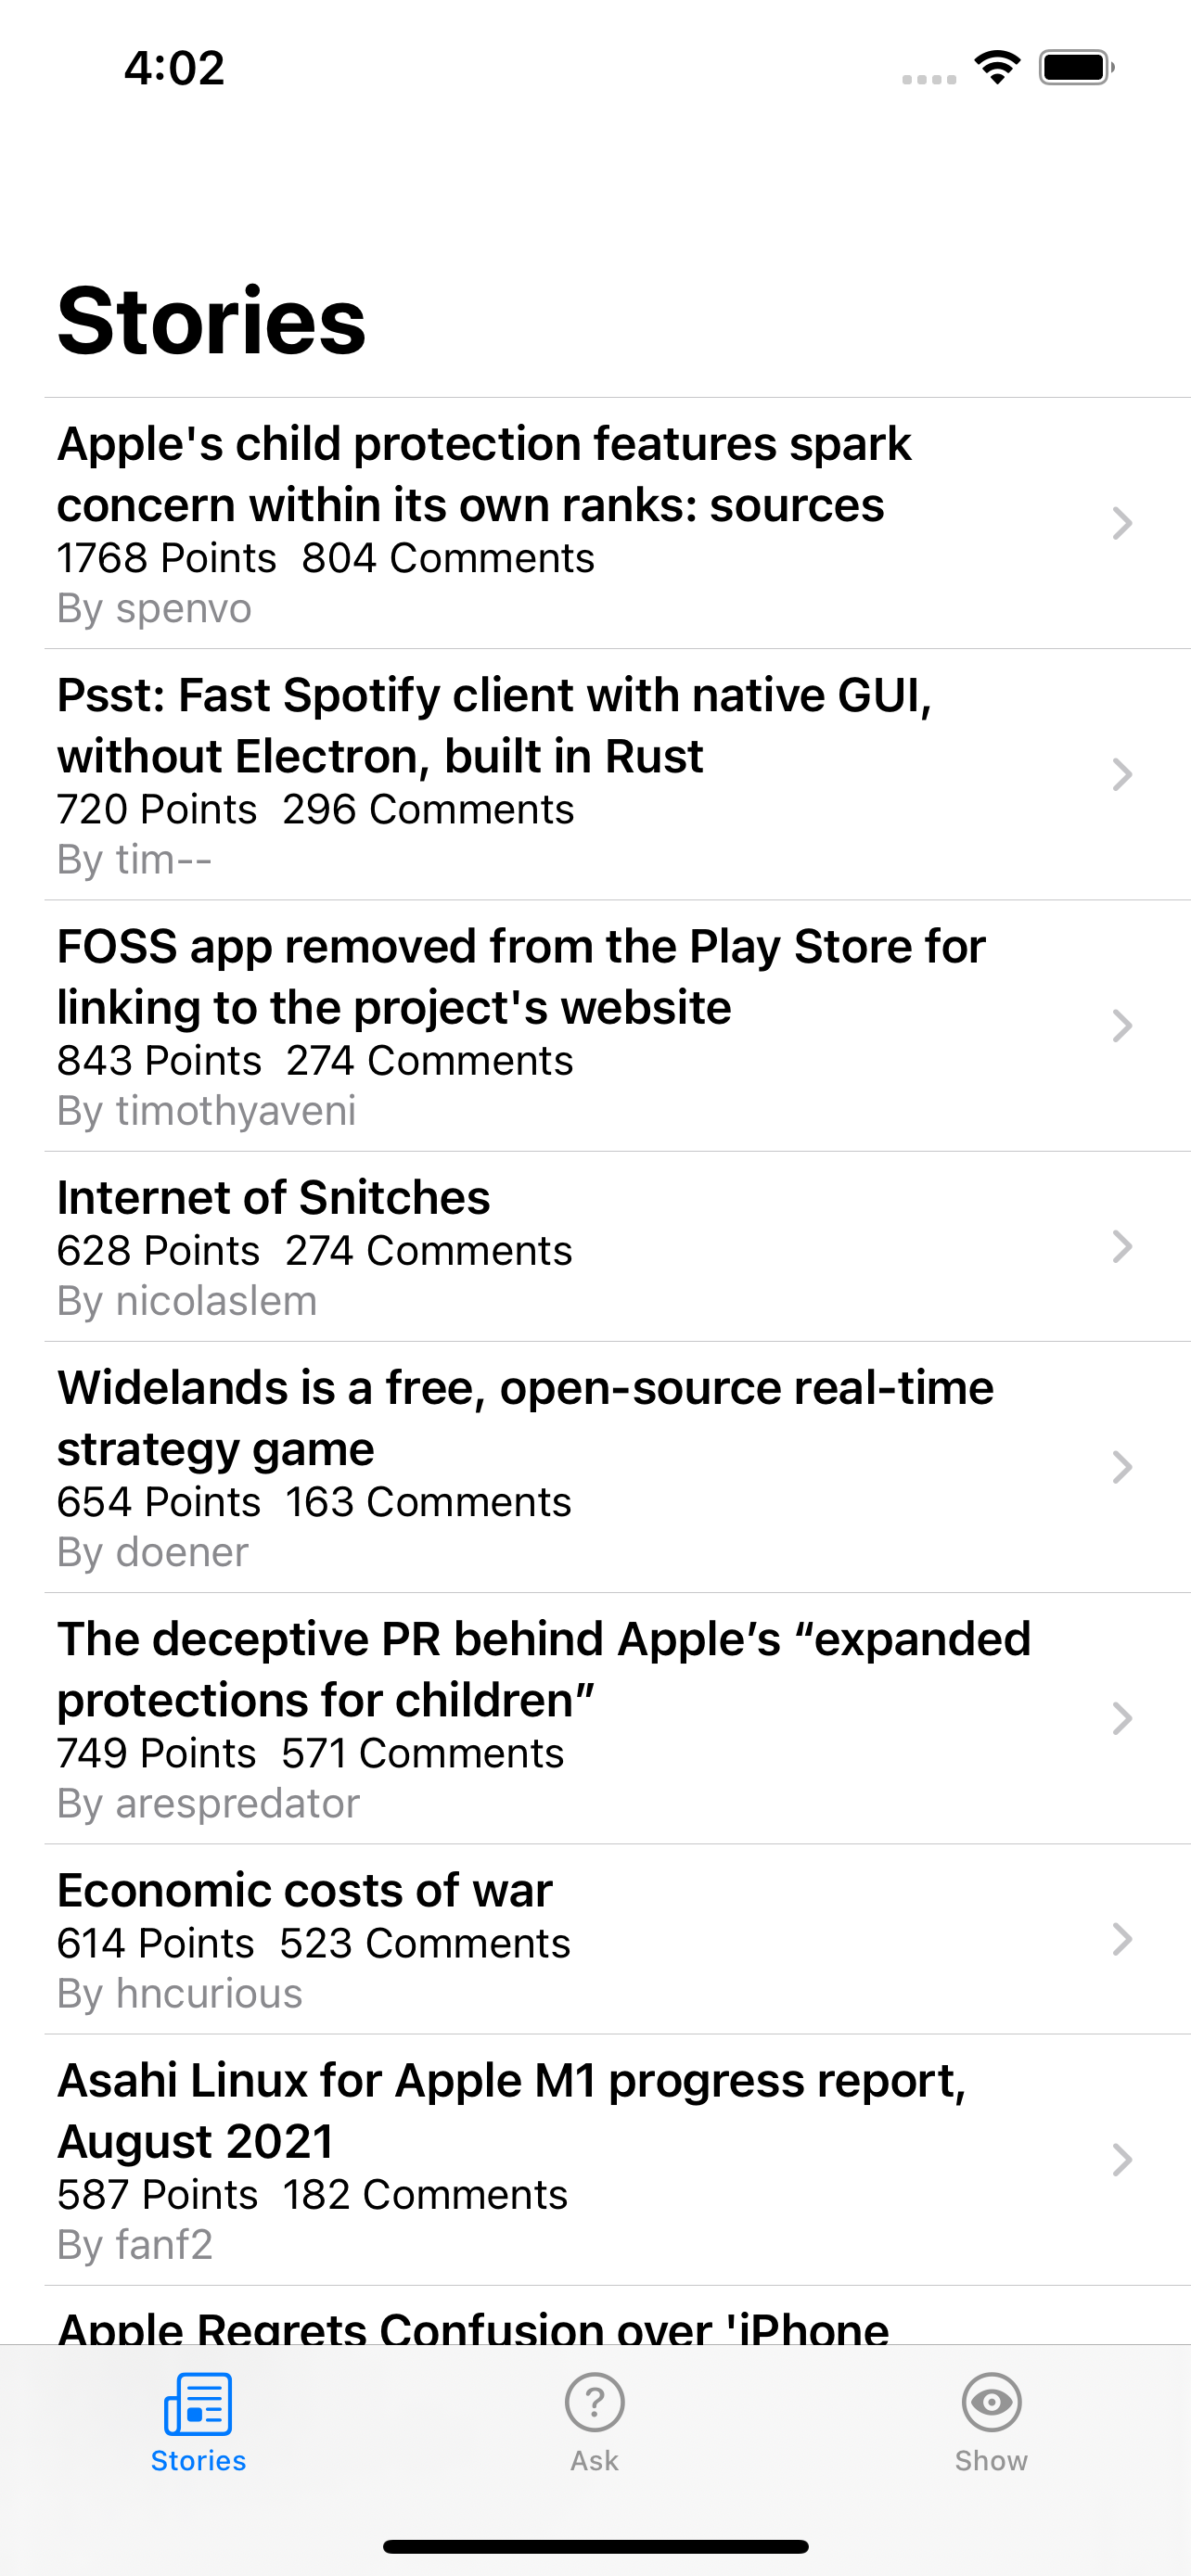 4:02
Stories
Apple's child protection features spark
concern within its own ranks: sources
1768 Points 804 Comments
By spenvo
Psst: Fast Spotify client with native GUI,
without Electron, built in Rust
720 Points 296 Comments
By tim--
FOSS app removed from the Play Store for
linking to the project's website
843 Points 274 Comments
By timothyaveni
Internet of Snitches
628 Points 274 Comments
By nicolaslem
Widelands is a free, open-source real-time
strategy game
654 Points 163 Comments
By doener
The deceptive PR behind Apple’s “expanded
protections for children”
749 Points 571 Comments
By arespredator
Economic costs of war
614 Points 523 Comments
By hncurious
Asahi Linux for Apple M1 progress report,
August 2021
587 Points 182 Comments
By fanf2
Apple Regrets Confusion over 'iPhone
Stories
Ask
Show